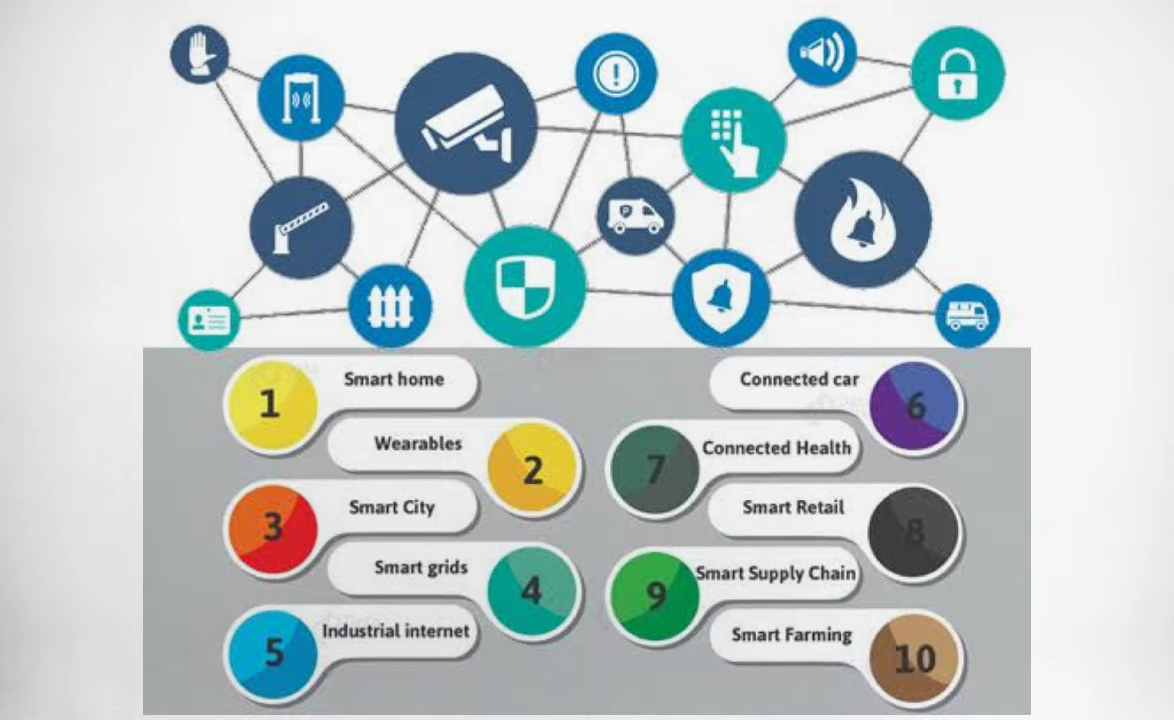 1 Smart home
Wearables 2
3 Smart City
Smart grids 4
5 Industrial internet
Connected car 6
7 Connected Health
Smart Retail 8
9 Smart Supply Chain
Smart Farming 10